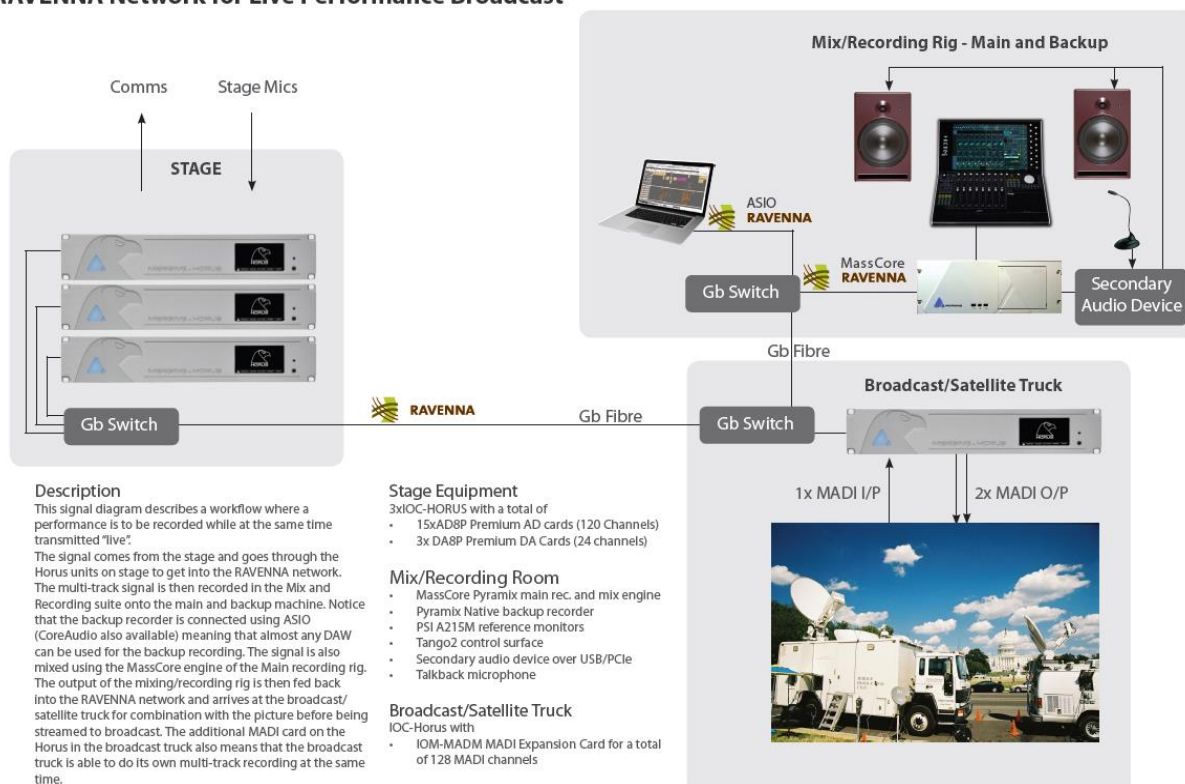 RAVENNA Network for Live Performance Broadcast
Mix/Recording Rig - Main and Backup
Comms
Stage Mics
STAGE
ASIO
RAVENNA
MassCore
RAVENNA
Gb Switch
Secondary
Audio Device
Gb Fibre
Broadcast/Satellite Truck
Gb Switch
RAVENNA
Gb Fibre
Gb Switch
1x MADI I/P
2x MADI O/P
Description
This signal diagram describes a workflow where a
performance is to be recorded while at the same time
transmitted "live".
The signal comes from the stage and goes through the
Horus units on stage to get into the RAVENNA network.
The multi-track signal is then recorded in the Mix and
Recording suite onto the main and backup machine. Notice
that the backup recorder is connected using ASIO
(CoreAudio also available) meaning that almost any DAW
can be used for the backup recording. The signal is also
mixed using the MassCore engine of the Main recording rig.
The output of the mixing/recording rig is then fed back
into the RAVENNA network and arrives at the broadcast/
satellite truck for combination with the picture before being
streamed to broadcast. The additional MADI card on the
Horus in the broadcast truck also means that the broadcast
truck is able to do its own multi-track recording at the same
time.
Stage Equipment
3xIOC-HORUS with a total of
• 15xAD8P Premium AD cards (120 Channels)
• 3x DA8P Premium DA Cards (24 channels)
Mix/Recording Room
• MassCore Pyramix main rec. and mix engine
• Pyramix Native backup recorder
• PSI A215M reference monitors
• Tango2 control surface
• Secondary audio device over USB/PCIe
• Talkback microphone
Broadcast/Satellite Truck
IOC-Horus with
• IOM-MADM MADI Expansion Card for a total
of 128 MADI channels